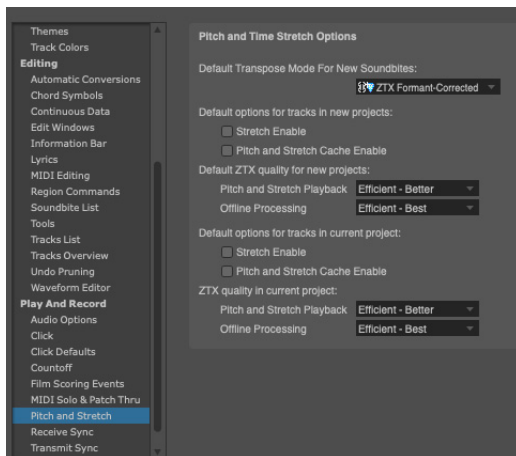 Themes
Track Colors
Editing
Automatic Conversions
Chord Symbols
Continuous Data
Edit Windows
Information Bar
Lyrics
MIDI Editing
Region Commands
Soundbite List
Tools
Tracks List
Tracks Overview
Undo Pruning
Waveform Editor
Play And Record
Audio Options
Click
Click Defaults
Countoff
Film Scoring Events
MIDI Solo & Patch Thru
Pitch and Stretch
Receive Sync
Transmit Sync
Pitch and Time Stretch Options
Default Transpose Mode For New Soundbites:
ZTX Formant-Corrected
Default options for tracks in new projects:
Stretch Enable
Pitch and Stretch Cache Enable
Default ZTX quality for new projects:
Pitch and Stretch Playback Efficient - Better
Offline Processing Efficient - Best
Default options for tracks in current project:
Stretch Enable
Pitch and Stretch Cache Enable
ZTX quality in current project:
Pitch and Stretch Playback Efficient - Better
Offline Processing Efficient - Best